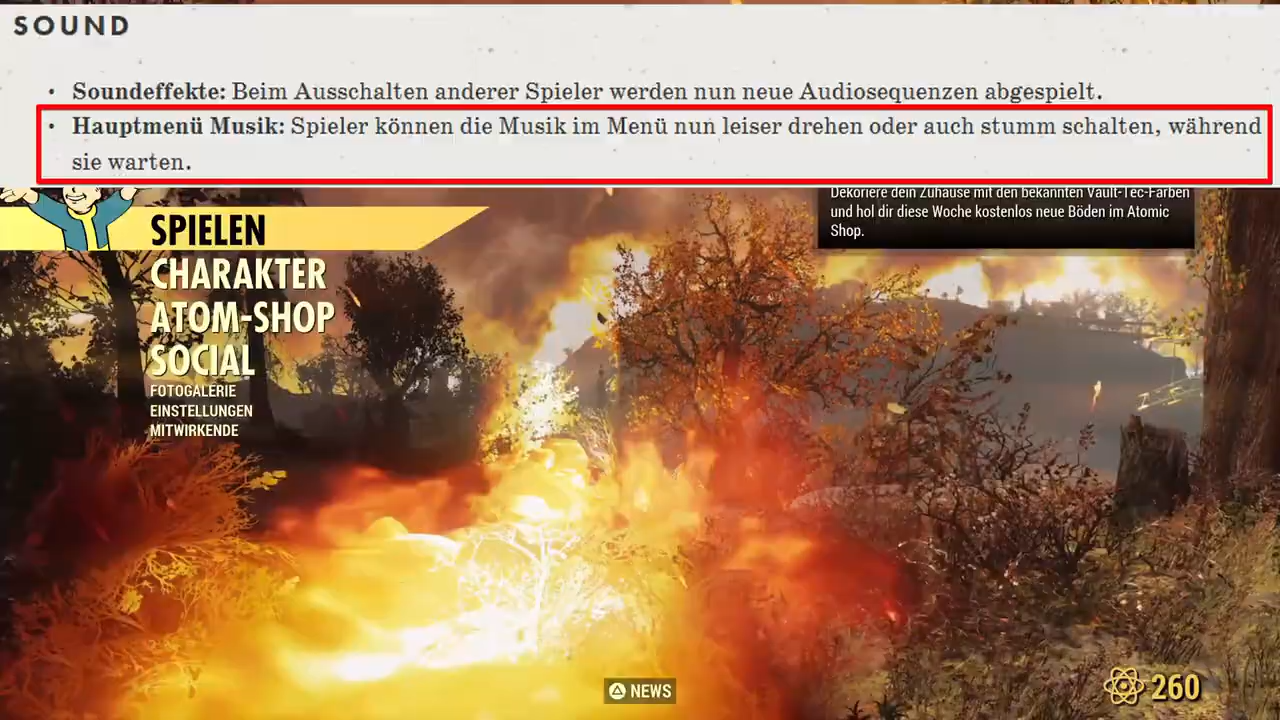 SOUND
• Soundeffekte: Beim Ausschalten anderer Spieler werden nun neue Audiosequenzen abgespielt.
• Hauptmenü Musik: Spieler können die Musik im Menü nun leiser drehen oder auch stumm schalten, während
sie warten.
Dekoriere dein Zuhause mit den bekannten Vault-Tec-Farben
und hol dir diese Woche kostenlos neue Böden im Atomic
Shop.
SPIELEN
CHARAKTER
ATOM-SHOP
SOCIAL
FOTOGALERIE
EINSTELLUNGEN
MITWIRKENDE
NEWS
260